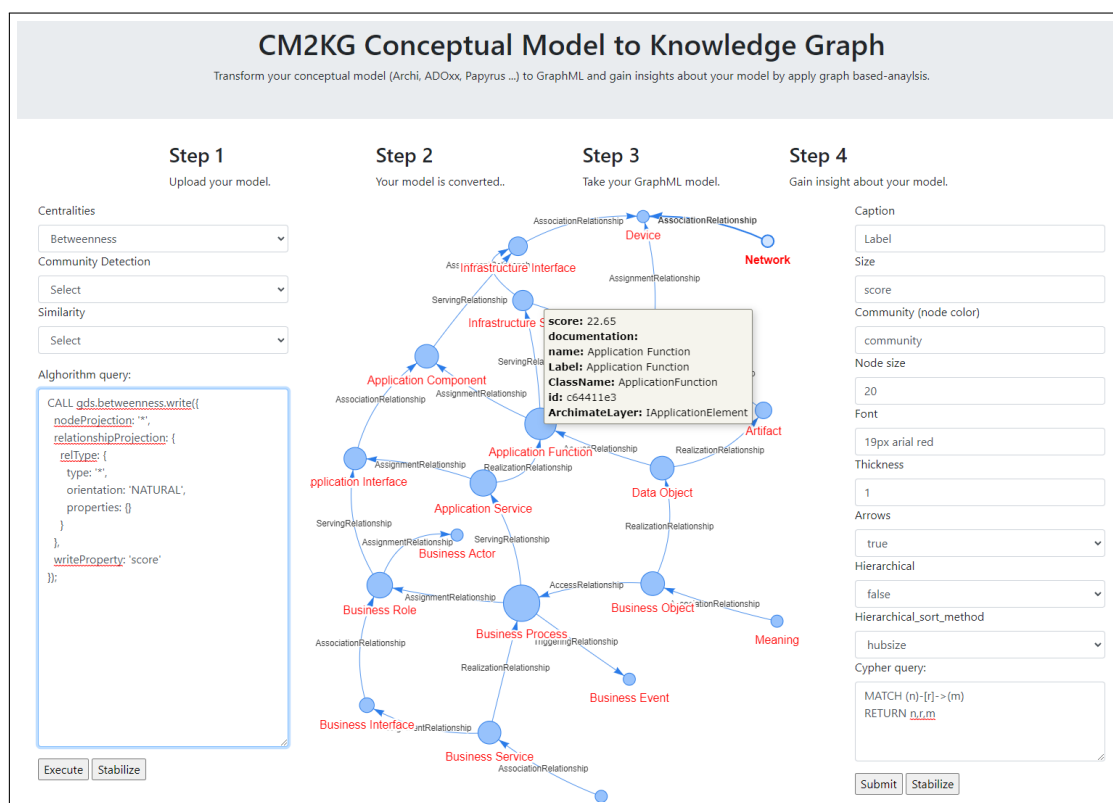 CM2KG Conceptual Model to Knowledge Graph
Transform your conceptual model (Archi, ADOxx, Papyrus ...) to GraphML and gain insights about your model by apply graph based-anaylsis.
Step 1
Upload your model.
Step 2
Your model is converted..
Step 3
Take your GraphML model.
Step 4
Gain insight about your model.
Centralities
Betweenness
Community Detection
Select
Similarity
Select
Alghorithm query:
CALL gds.betweenness.write({
nodeProjection: '*',
relationshipProjection: {
relType: {
type: '*',
orientation: 'NATURAL',
properties: {}
}
},
writeProperty: 'score'
});
Execute
Stabilize
AssociationRelationship
AssociationRelationship
Device
Network
Infrastructure Interface
AssignmentRelationship
ServingRelationship
Infrastructure
score: 22.65
documentation:
name: Application Function
Label: Application Function
ClassName: ApplicationFunction
id: c64411e3
ArchimateLayer: IApplicationElement
Application Component
AssociationRelationship
AssignmentRelationship
Artifact
Application Function
AssignmentRelationship
RealizationRelationship
RealizationRelationship
Application Interface
Data Object
Application Service
ServingRelationship
RealizationRelationship
ServingRelationship
AssignmentRelationship
Business Actor
AccessRelationship
AssignmentRelationship
Business Role
Business Object
Business Process
Meaning
AssociationRelationship
RealizationRelationship
Business Event
Business Interface
Business Service
AssociationRelationship
Caption
Label
Size
score
Community (node color)
community
Node size
20
Font
19px arial red
Thickness
1
Arrows
true
Hierarchical
false
Hierarchical_sort_method
hubsize
Cypher query:
MATCH (n)-[r]->(m)
RETURN n,r,m
Submit
Stabilize